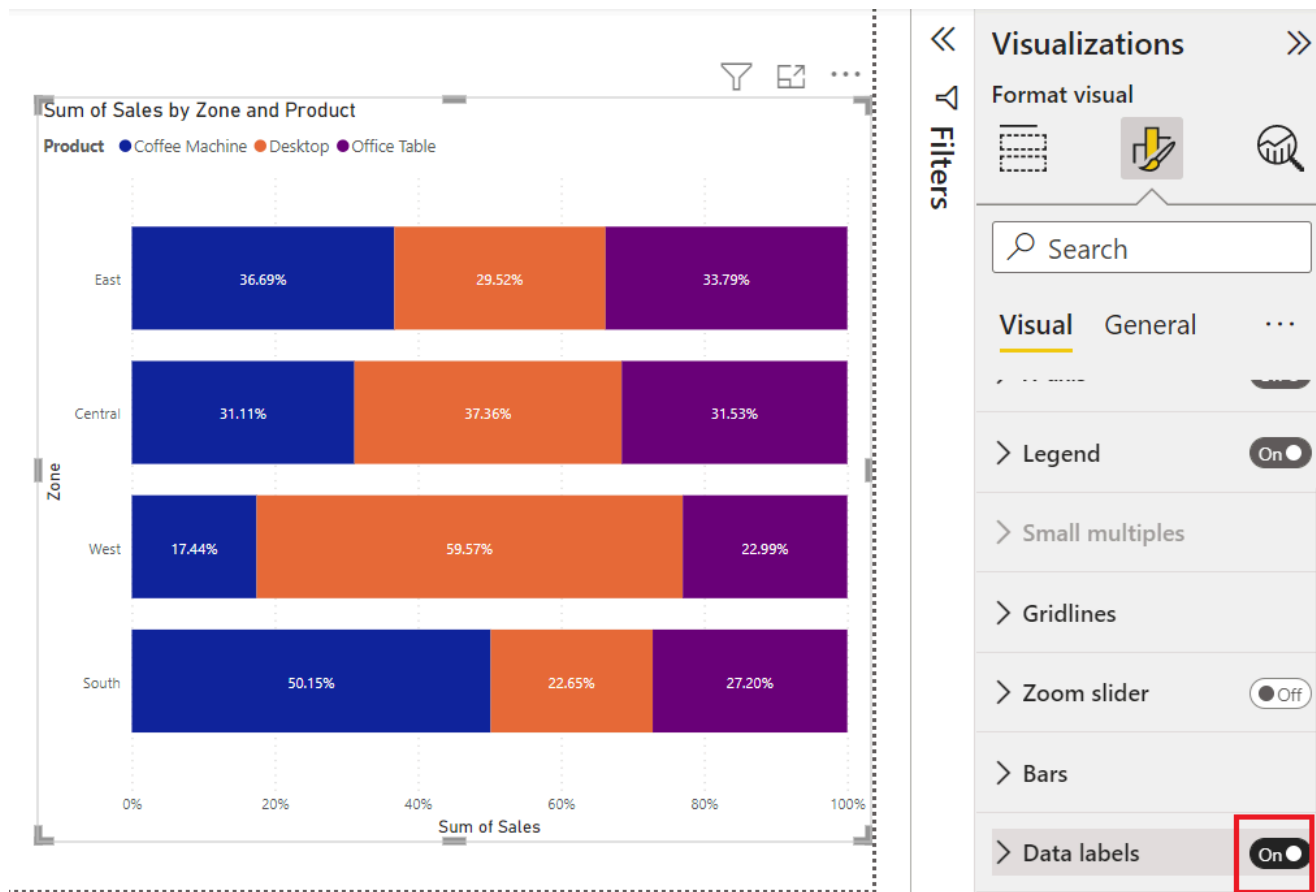 Sum of Sales by Zone and Product
Product Coffee Machine Desktop Office Table
East 36.69% 29.52% 33.79%
Central 31.11% 37.36% 31.53%
Zone
West 17.44% 59.57% 22.99%
South 50.15% 22.65% 27.20%
0% 20% 40% 60% 80% 100%
Sum of Sales
Filters
Visualizations
Format visual
Search
Visual General
Legend On
Small multiples
Gridlines
Zoom slider Off
Bars
Data labels On